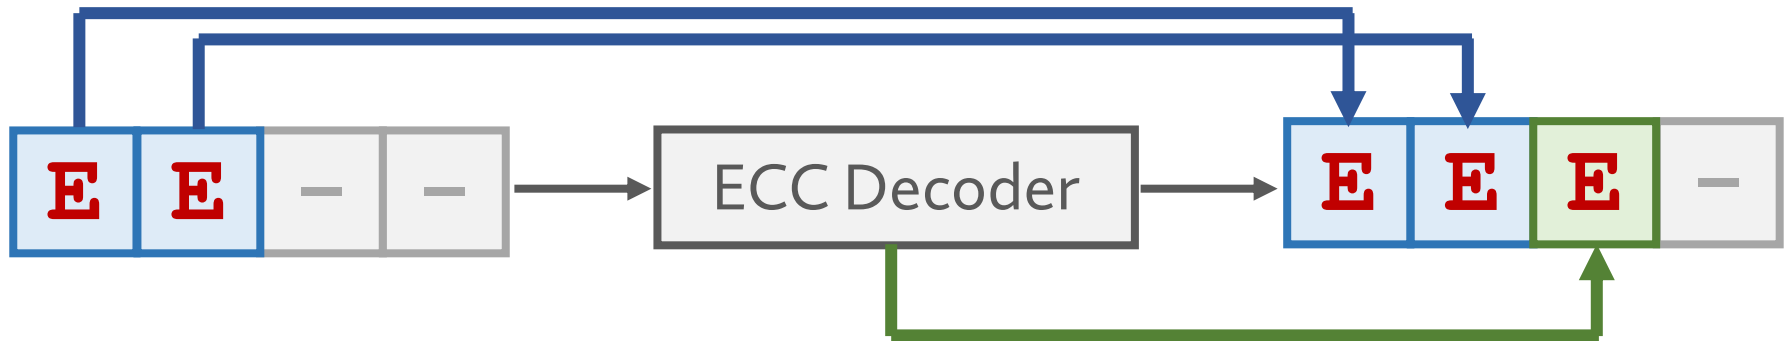 E E – – ECC Decoder E E E –